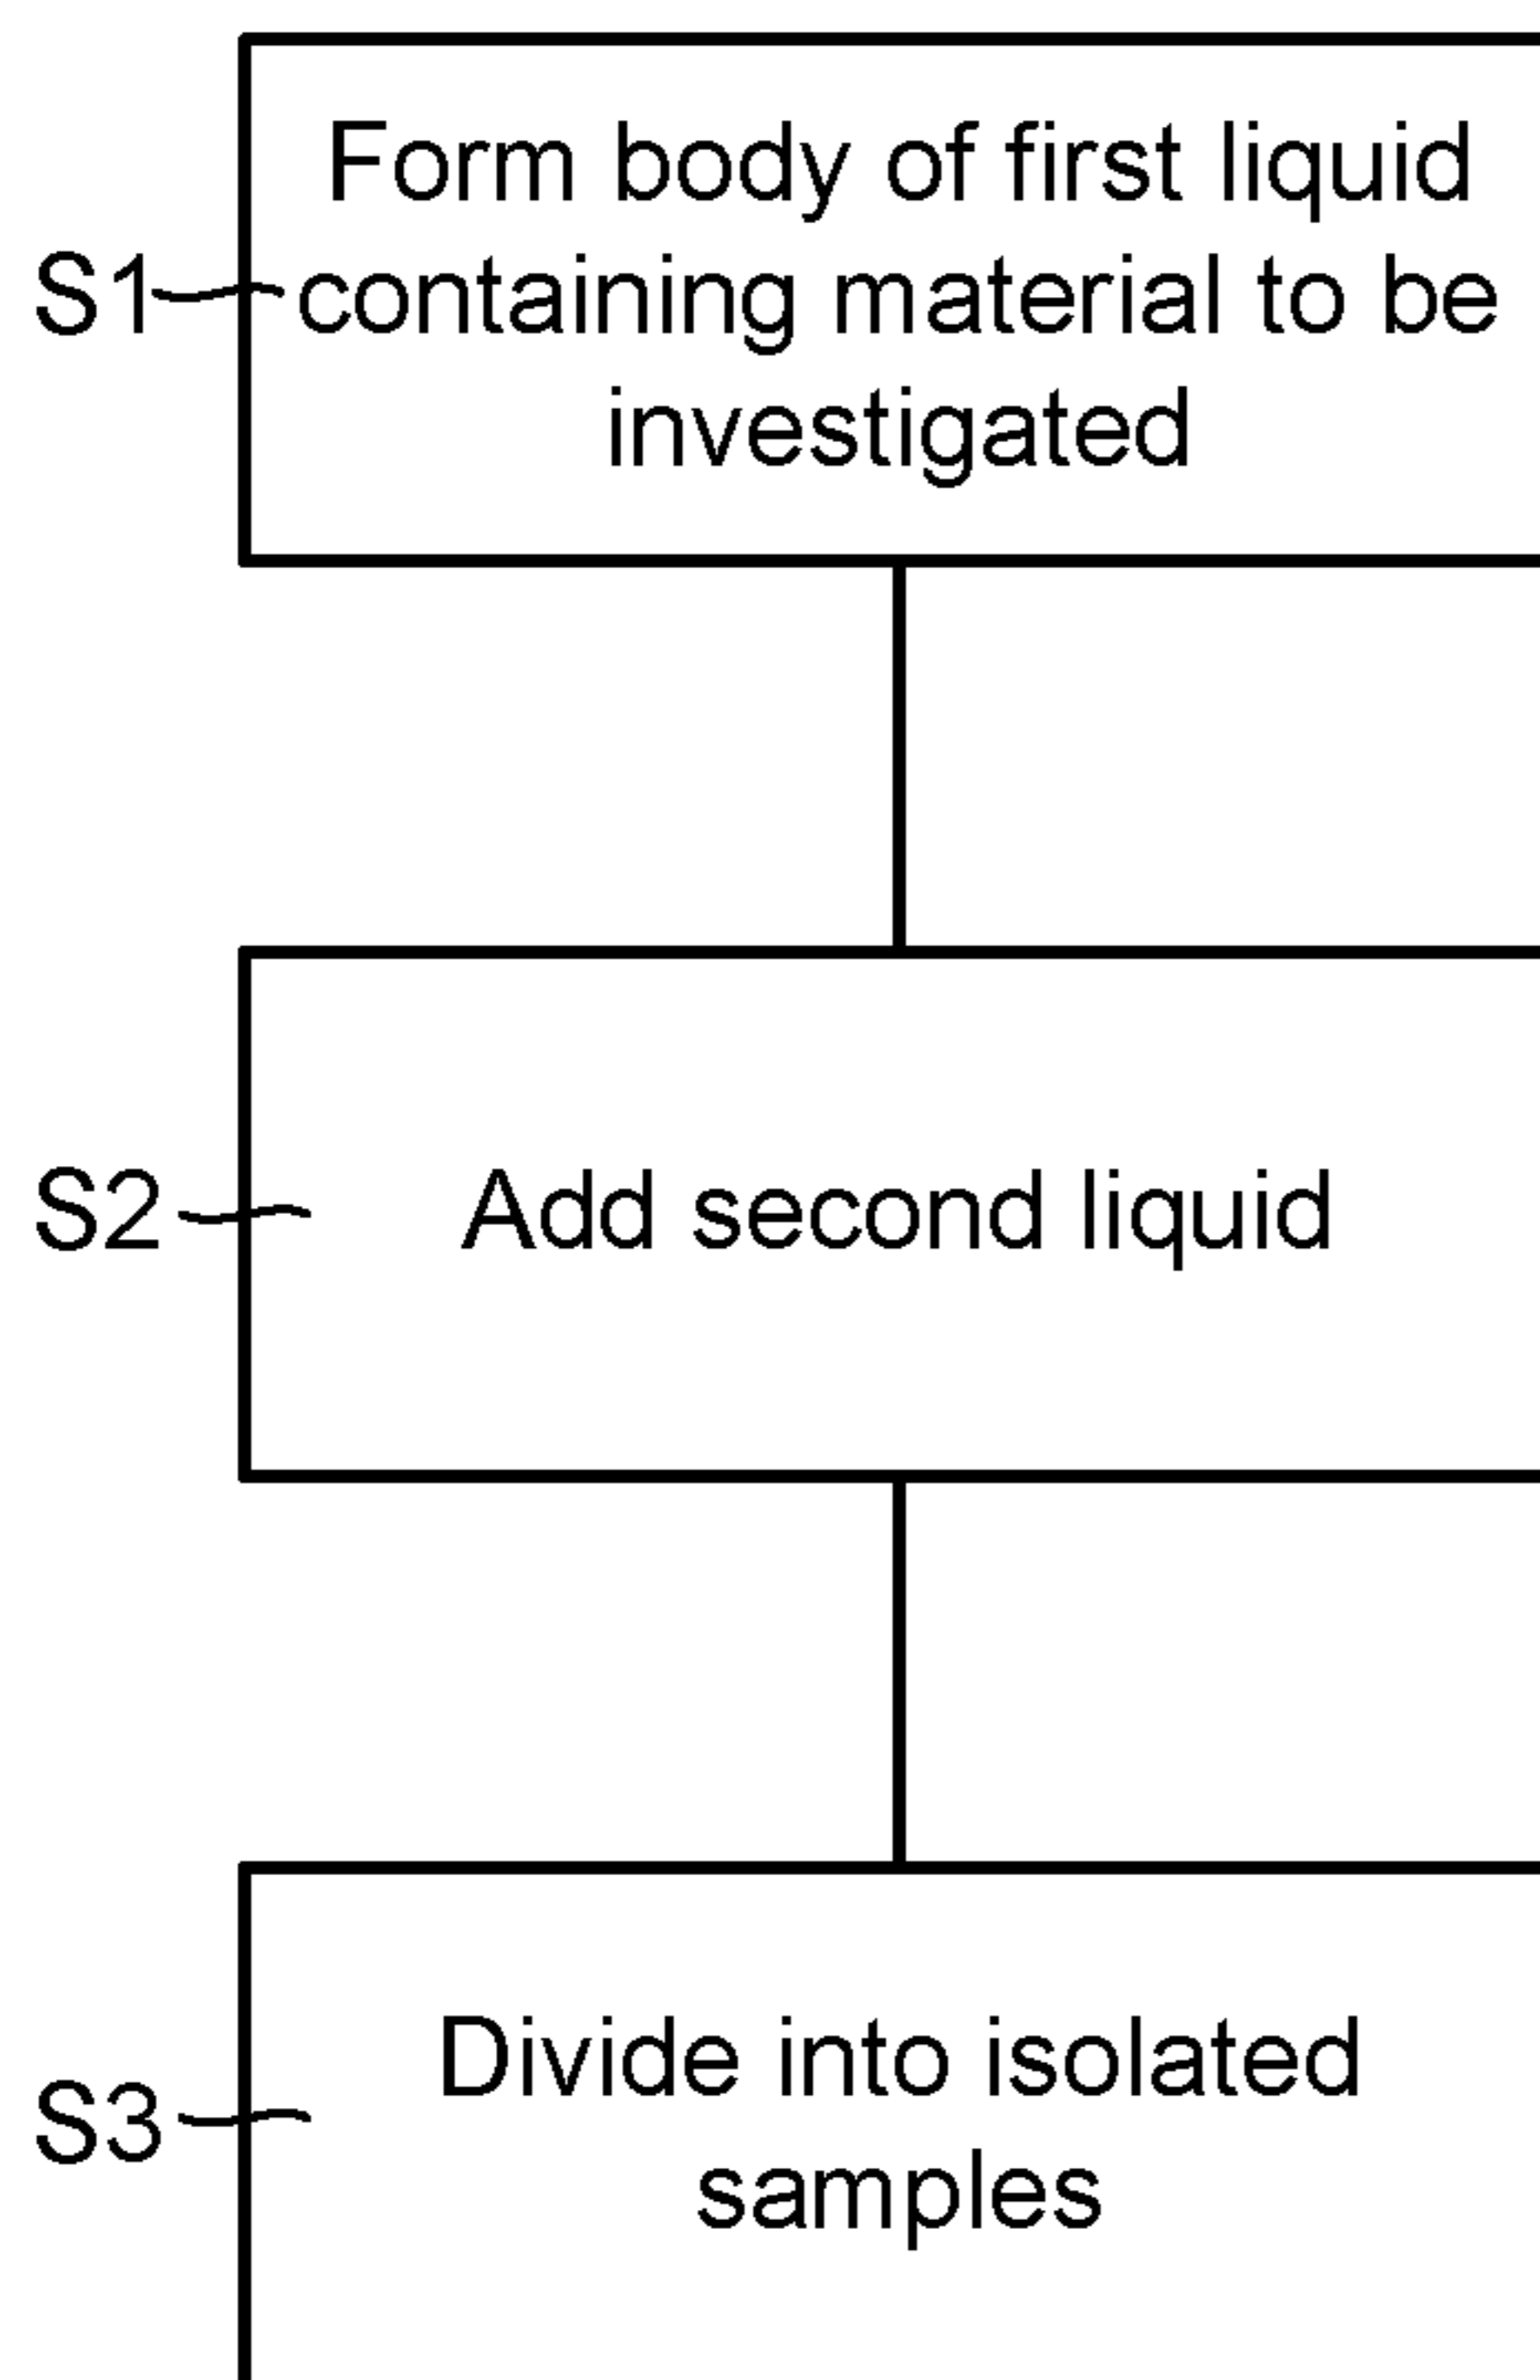 Form body of first liquid
S1 containing material to be
investigated
S2 Add second liquid
Divide into isolated
S3
samples